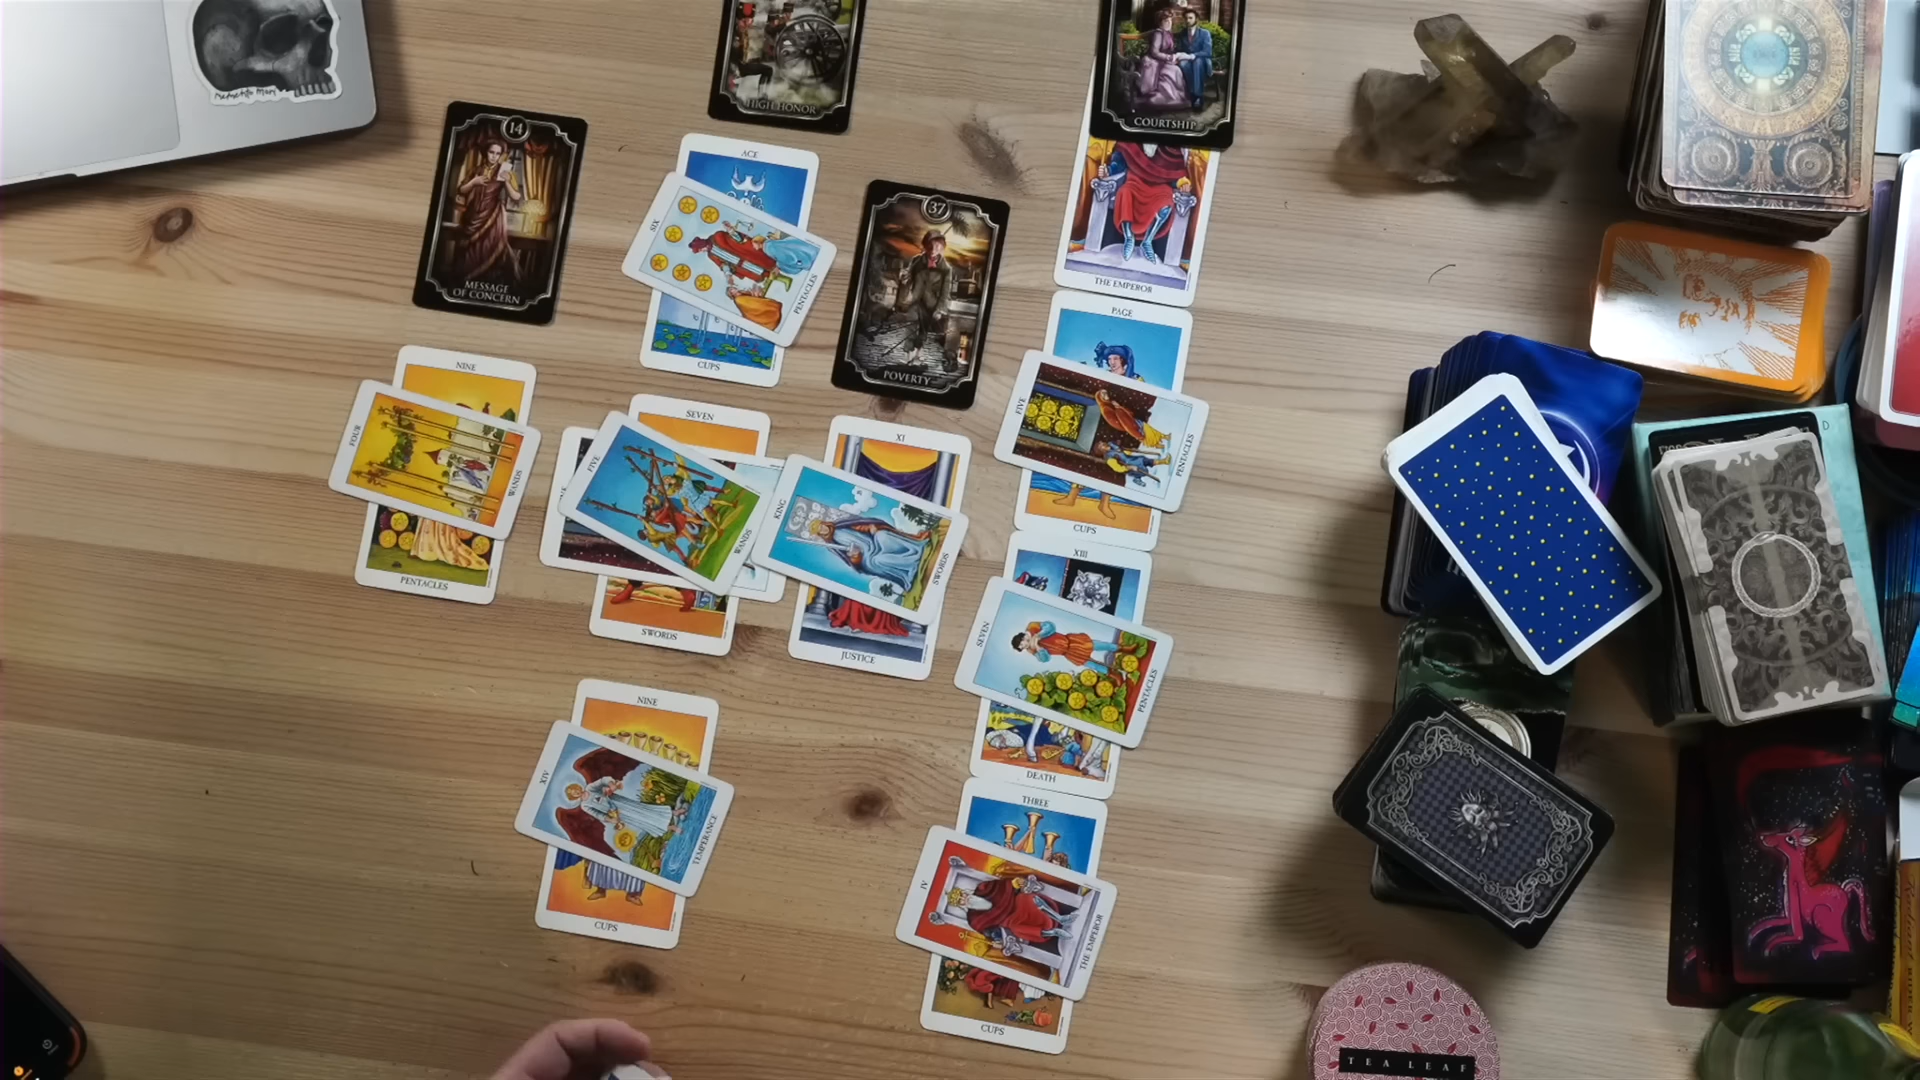 Memento Mori
HIGH HONOR
COURTSHIP
14
MESSAGE
OF CONCERN
ACE
SIX
PENTACLES
CUPS
37
POVERTY
THE EMPEROR
PAGE
FIVE
PENTACLES
CUPS
NINE
FOUR
WANDS
PENTACLES
SEVEN
FIVE
WANDS
SWORDS
XI
KING
SWORDS
JUSTICE
XIII
SEVEN
PENTACLES
DEATH
NINE
XIV
TEMPERANCE
CUPS
THREE
IV
THE EMPEROR
CUPS
D
TEA LEAF